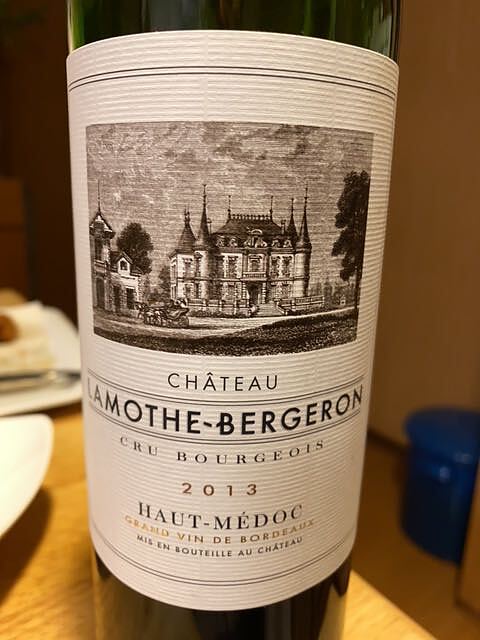 CHÂTEAU
LAMOTHE-BERGERON
CRU BOURGEOIS
2013
HAUT-MÉDOC
GRAND VIN DE BORDEAUX
MIS EN BOUTEILLE AU CHÂTEAU